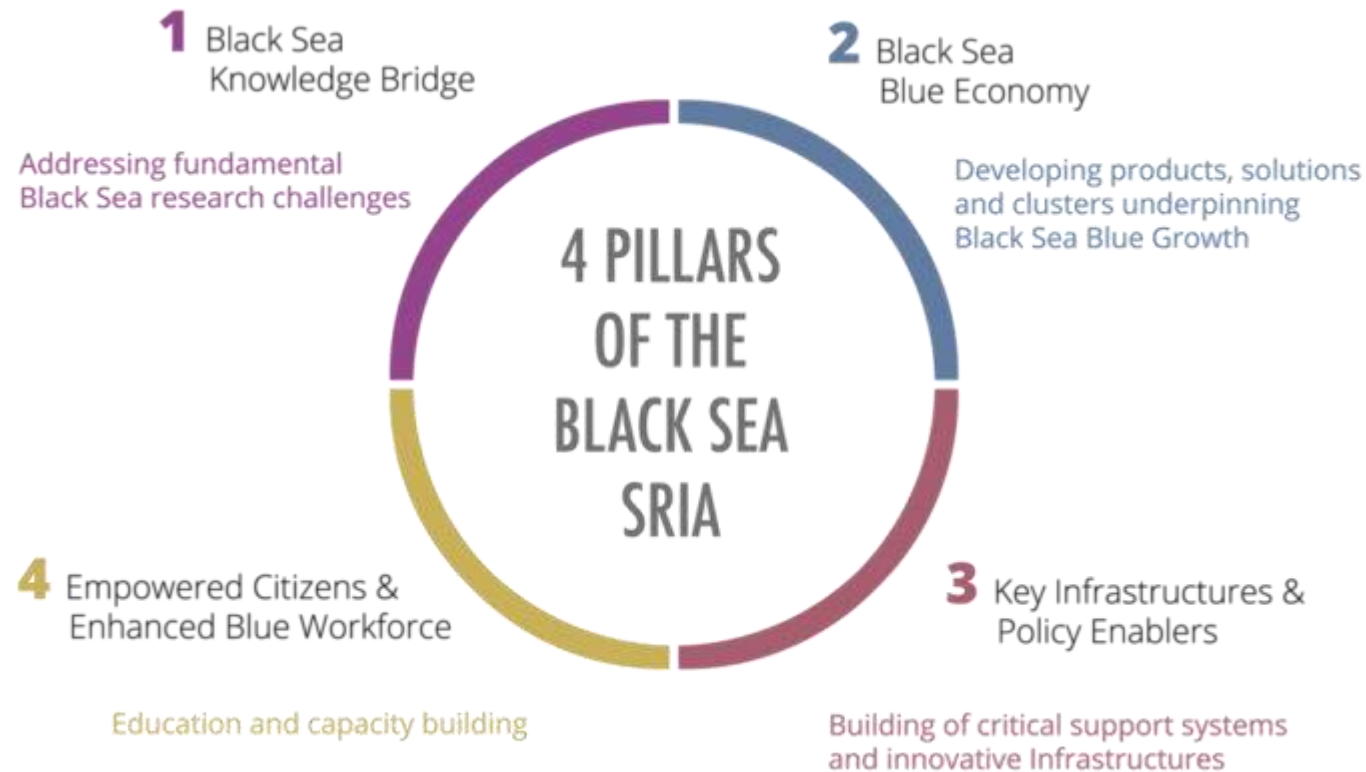 1 Black Sea
Knowledge Bridge
Addressing fundamental
Black Sea research challenges
2 Black Sea
Blue Economy
Developing products, solutions
and clusters underpinning
Black Sea Blue Growth
4 PILLARS
OF THE
BLACK SEA
SRIA
3 Key Infrastructures &
Policy Enablers
Building of critical support systems
and innovative Infrastructures
4 Empowered Citizens &
Enhanced Blue Workforce
Education and capacity building